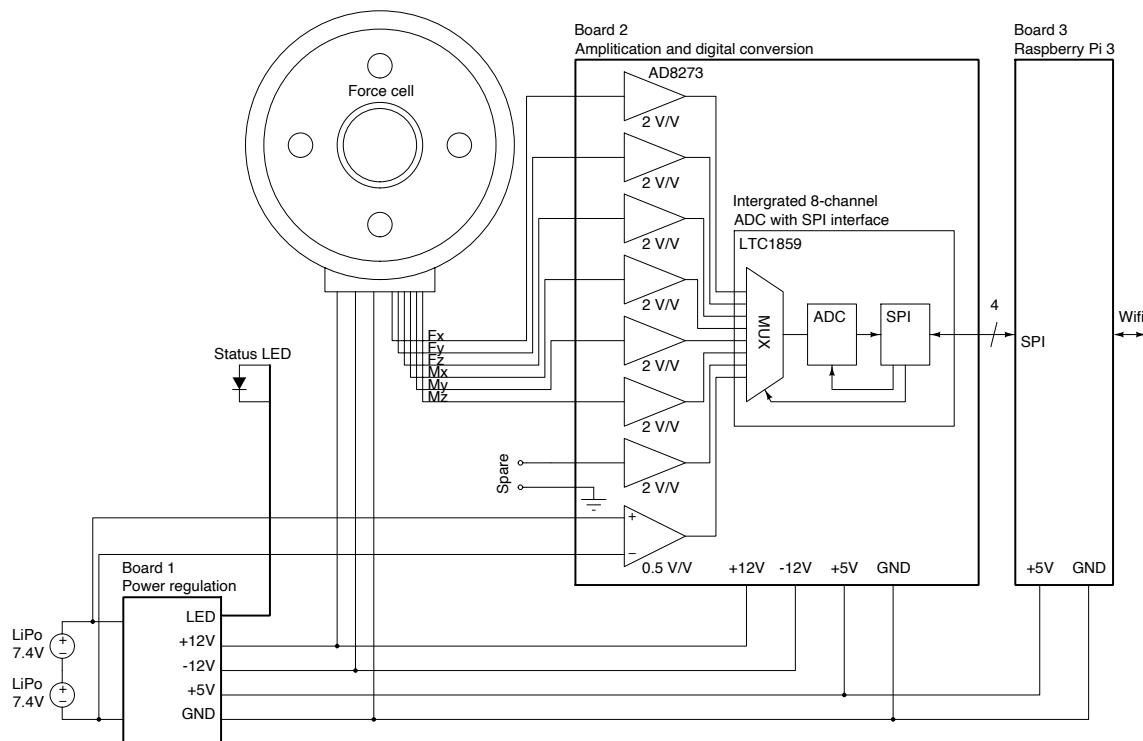 Board 2
Amplitication and digital conversion
Board 3
Raspberry Pi 3
AD8273
Force cell
2 V/V
2 V/V
Intergrated 8-channel
ADC with SPI interface
2 V/V
LTC1859
2 V/V
MUX
ADC
SPI
4
Wifi
SPI
Fx
Fy
Fz
Mx
My
Mz
Status LED
2 V/V
2 V/V
Spare
2 V/V
+
−
0.5 V/V
+12V
-12V
+5V
GND
+5V
GND
Board 1
Power regulation
LED
+12V
-12V
+5V
GND
LiPo
7.4V
+
−
LiPo
7.4V
+
−